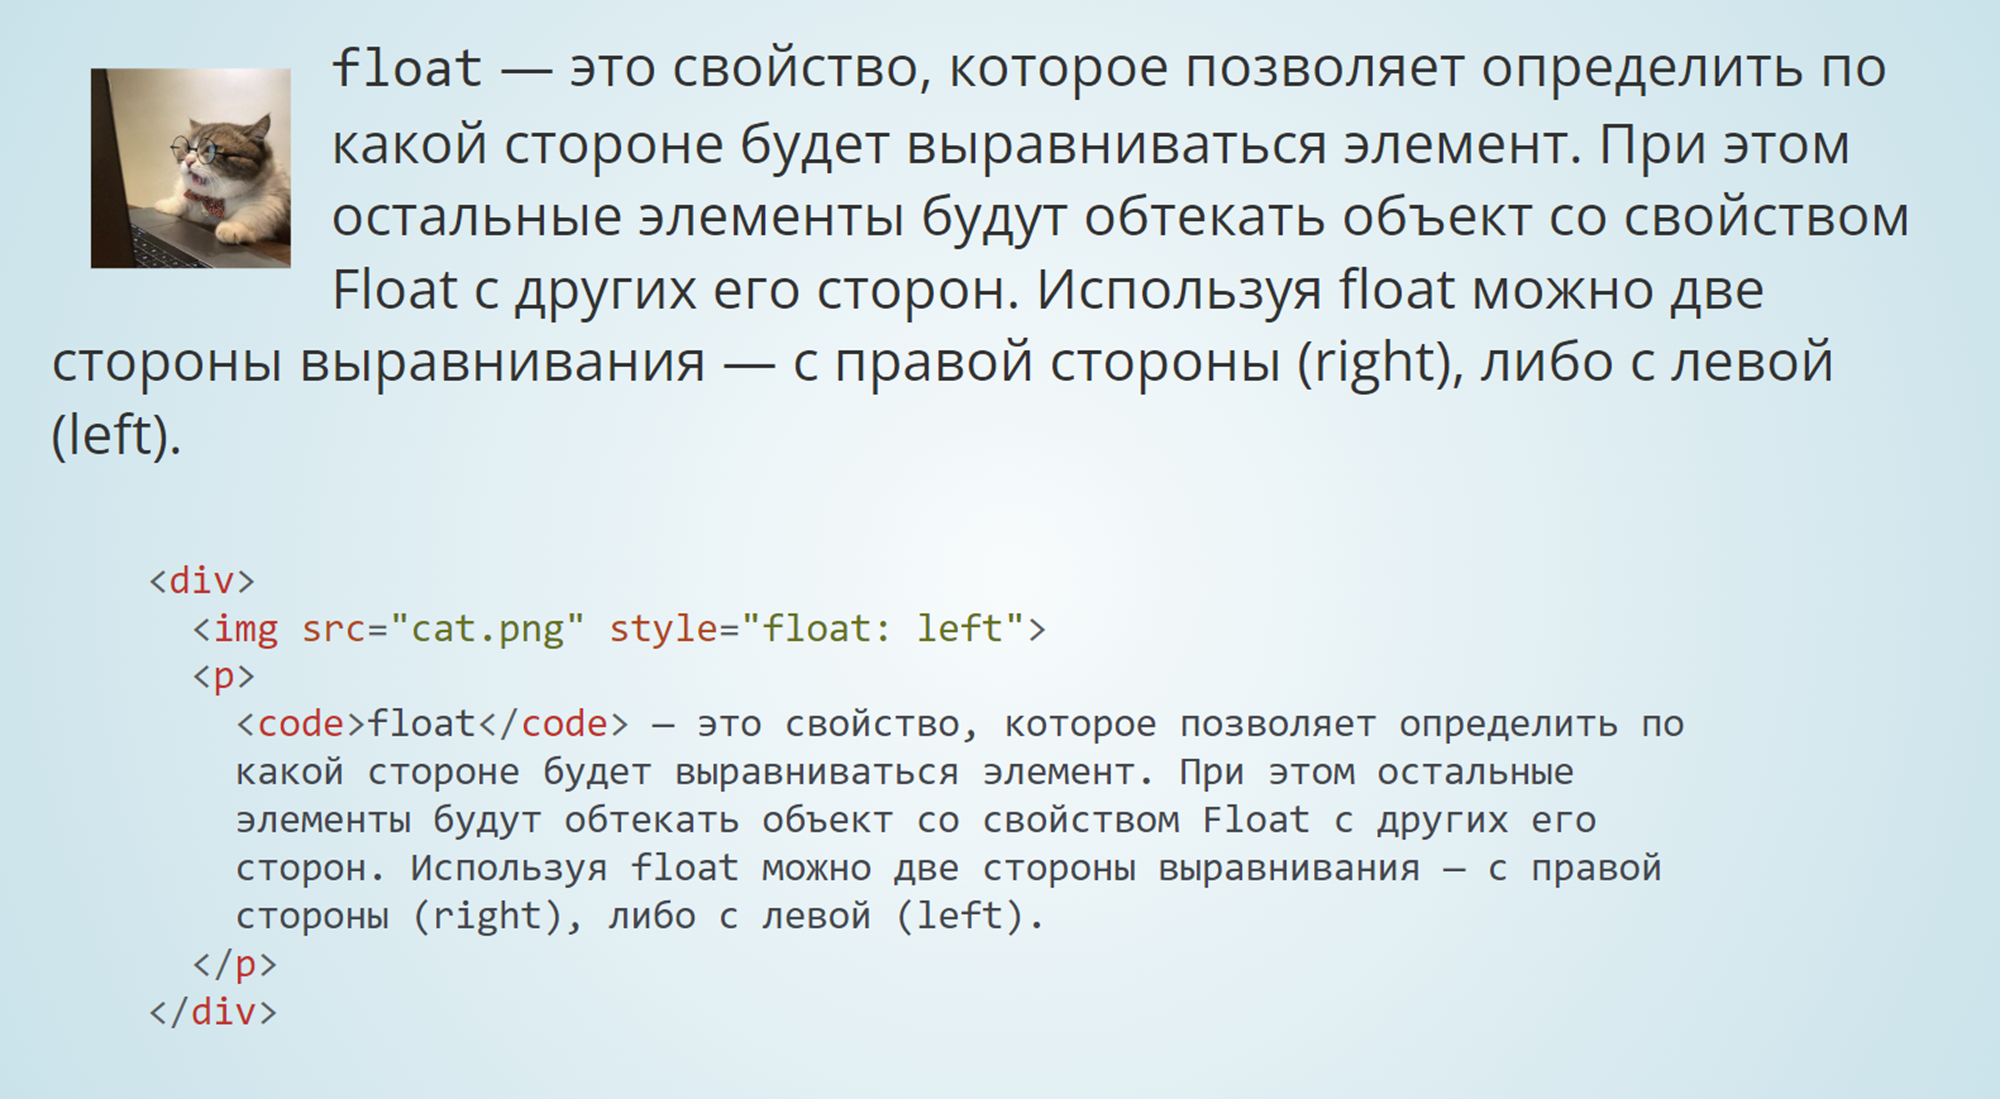 float — это свойство, которое позволяет определить по
какой стороне будет выравниваться элемент. При этом
остальные элементы будут обтекать объект со свойством
Float с других его сторон. Используя float можно две
стороны выравнивания — с правой стороны (right), либо с левой
(left).
<div>
<img src="cat.png" style="float: left">
<p>
<code>float</code> — это свойство, которое позволяет определить по
какой стороне будет выравниваться элемент. При этом остальные
элементы будут обтекать объект со свойством Float с других его
сторон. Используя float можно две стороны выравнивания — с правой
стороны (right), либо с левой (left).
</p>
</div>